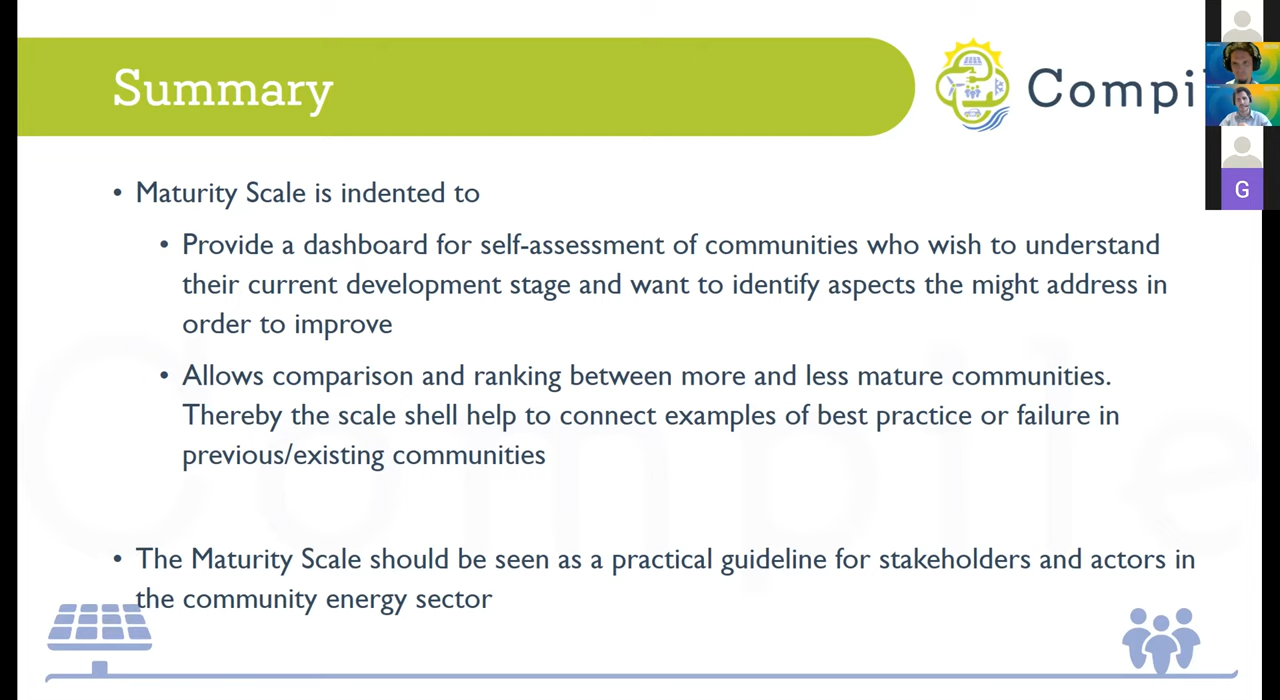 Summary
Compi
• Maturity Scale is indented to
• Provide a dashboard for self-assessment of communities who wish to understand
their current development stage and want to identify aspects the might address in
order to improve
• Allows comparison and ranking between more and less mature communities.
Thereby the scale shell help to connect examples of best practice or failure in
previous/existing communities
• The Maturity Scale should be seen as a practical guideline for stakeholders and actors in
the community energy sector
Compile
G